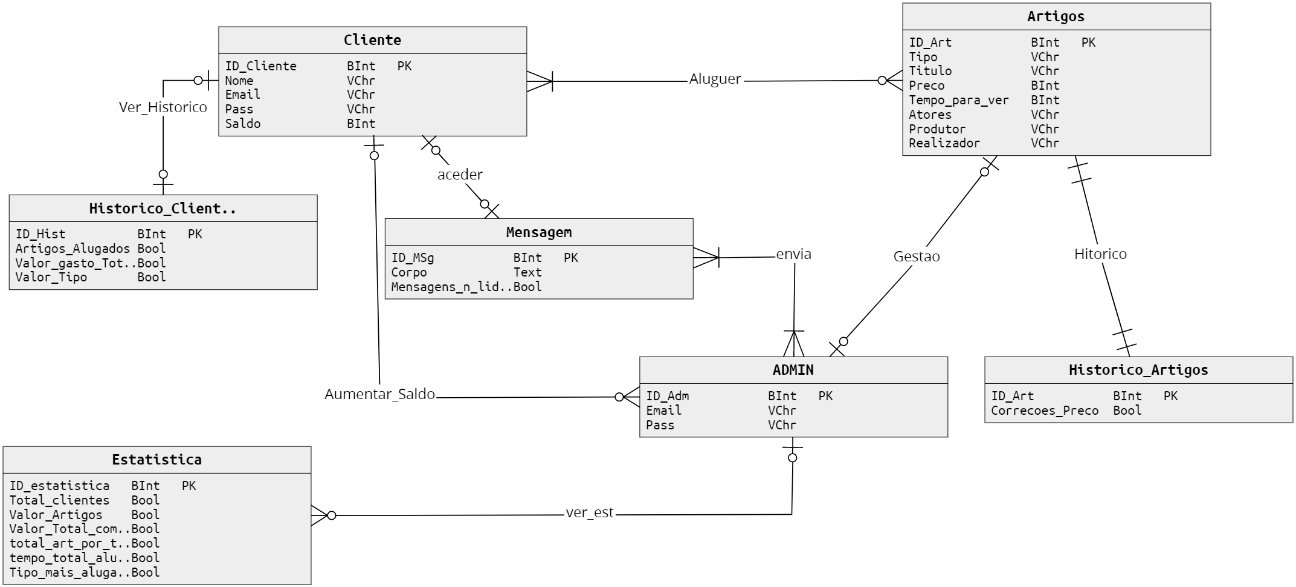 Artigos
ID_Art BInt PK
Tipo VChr
Titulo VChr
Preco BInt
Tempo_para_ver BInt
Atores VChr
Produtor VChr
Realizador VChr
Cliente
ID_Cliente BInt PK
Nome VChr
Email VChr
Pass VChr
Saldo BInt
Aluguer
Ver_Historico
aceder
Historico_Client..
ID_Hist BInt PK
Artigos_Alugados Bool
Valor_gasto_Tot..Bool
Valor_Tipo Bool
Mensagem
ID_MSg BInt PK
Corpo Text
Mensagens_n_lid..Bool
envia
Gestao
Hitorico
Aumentar_Saldo
ADMIN
ID_Adm BInt PK
Email VChr
Pass VChr
Historico_Artigos
ID_Art BInt PK
Correcoes_Preco Bool
Estatistica
ID_estatistica BInt PK
Total_clientes Bool
Valor_Artigos Bool
Valor_Total_com..Bool
total_art_por_t..Bool
tempo_total_alu..Bool
Tipo_mais_aluga..Bool
ver_est